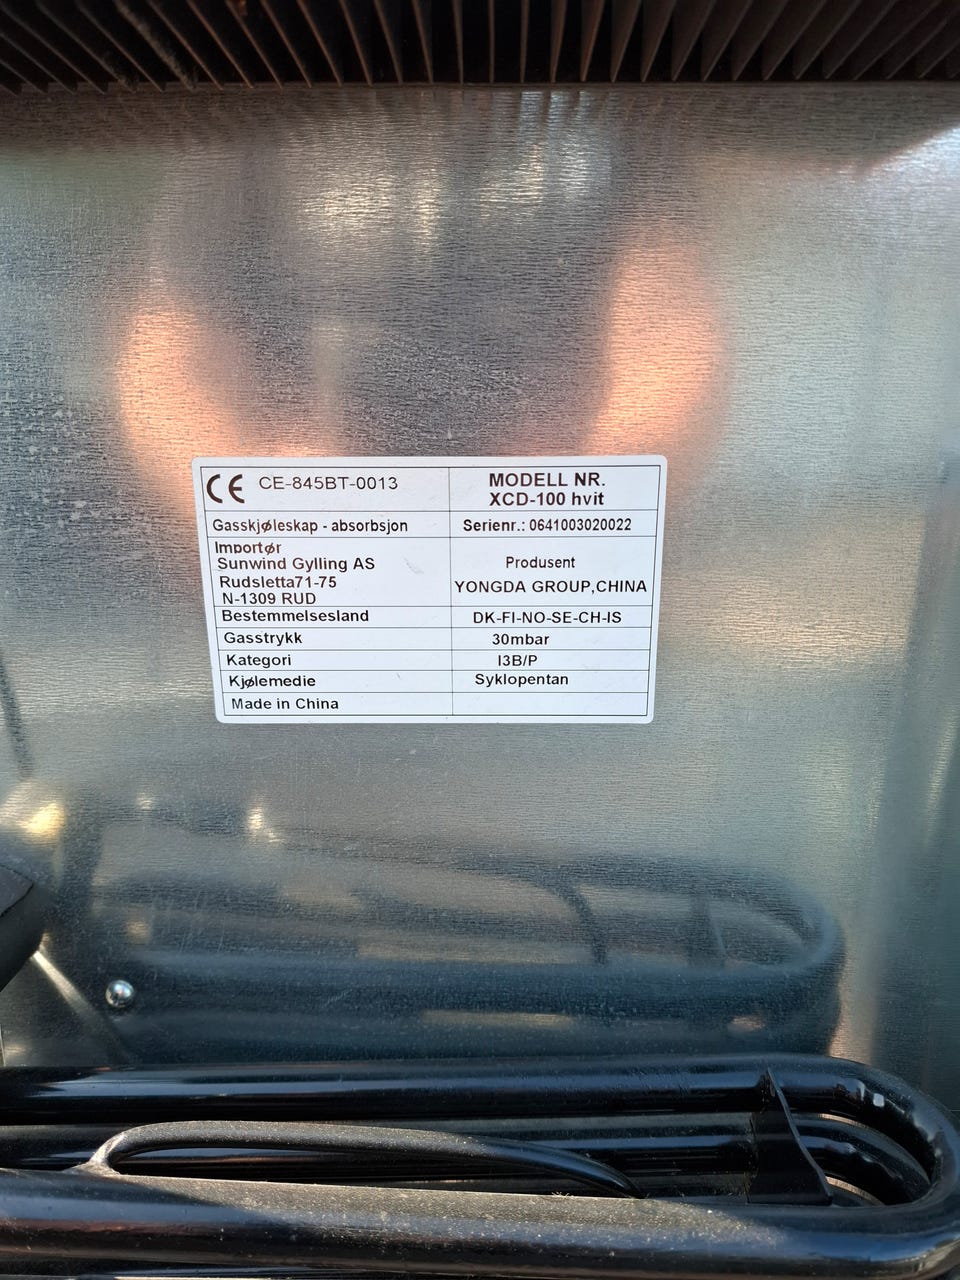 CE CE-845BT-0013
MODELL NR.
XCD-100 hvit
Gasskjøleskap - absorbsjon
Serienr.: 0641003020022
Importør
Sunwind Gylling AS
Rudsletta71-75
N-1309 RUD
Produsent
YONGDA GROUP,CHINA
Bestemmelsesland
DK-FI-NO-SE-CH-IS
Gasstrykk
30mbar
Kategori
I3B/P
Kjølemedie
Syklopentan
Made in China